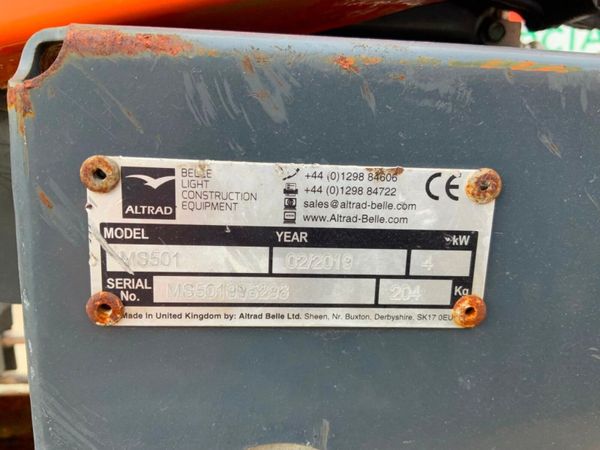 ALTRAD
BELLE
LIGHT
CONSTRUCTION
EQUIPMENT
+44 (0)1298 84606
+44 (0)1298 84722
sales@altrad-belle.com
www.Altrad-Belle.com
CE
MODEL YEAR kW
MS501 02/2019 4
SERIAL No. 204 Kg
Made in United Kingdom by: Altrad Belle Ltd. Sheen, Nr. Buxton, Derbyshire, SK17 0EU